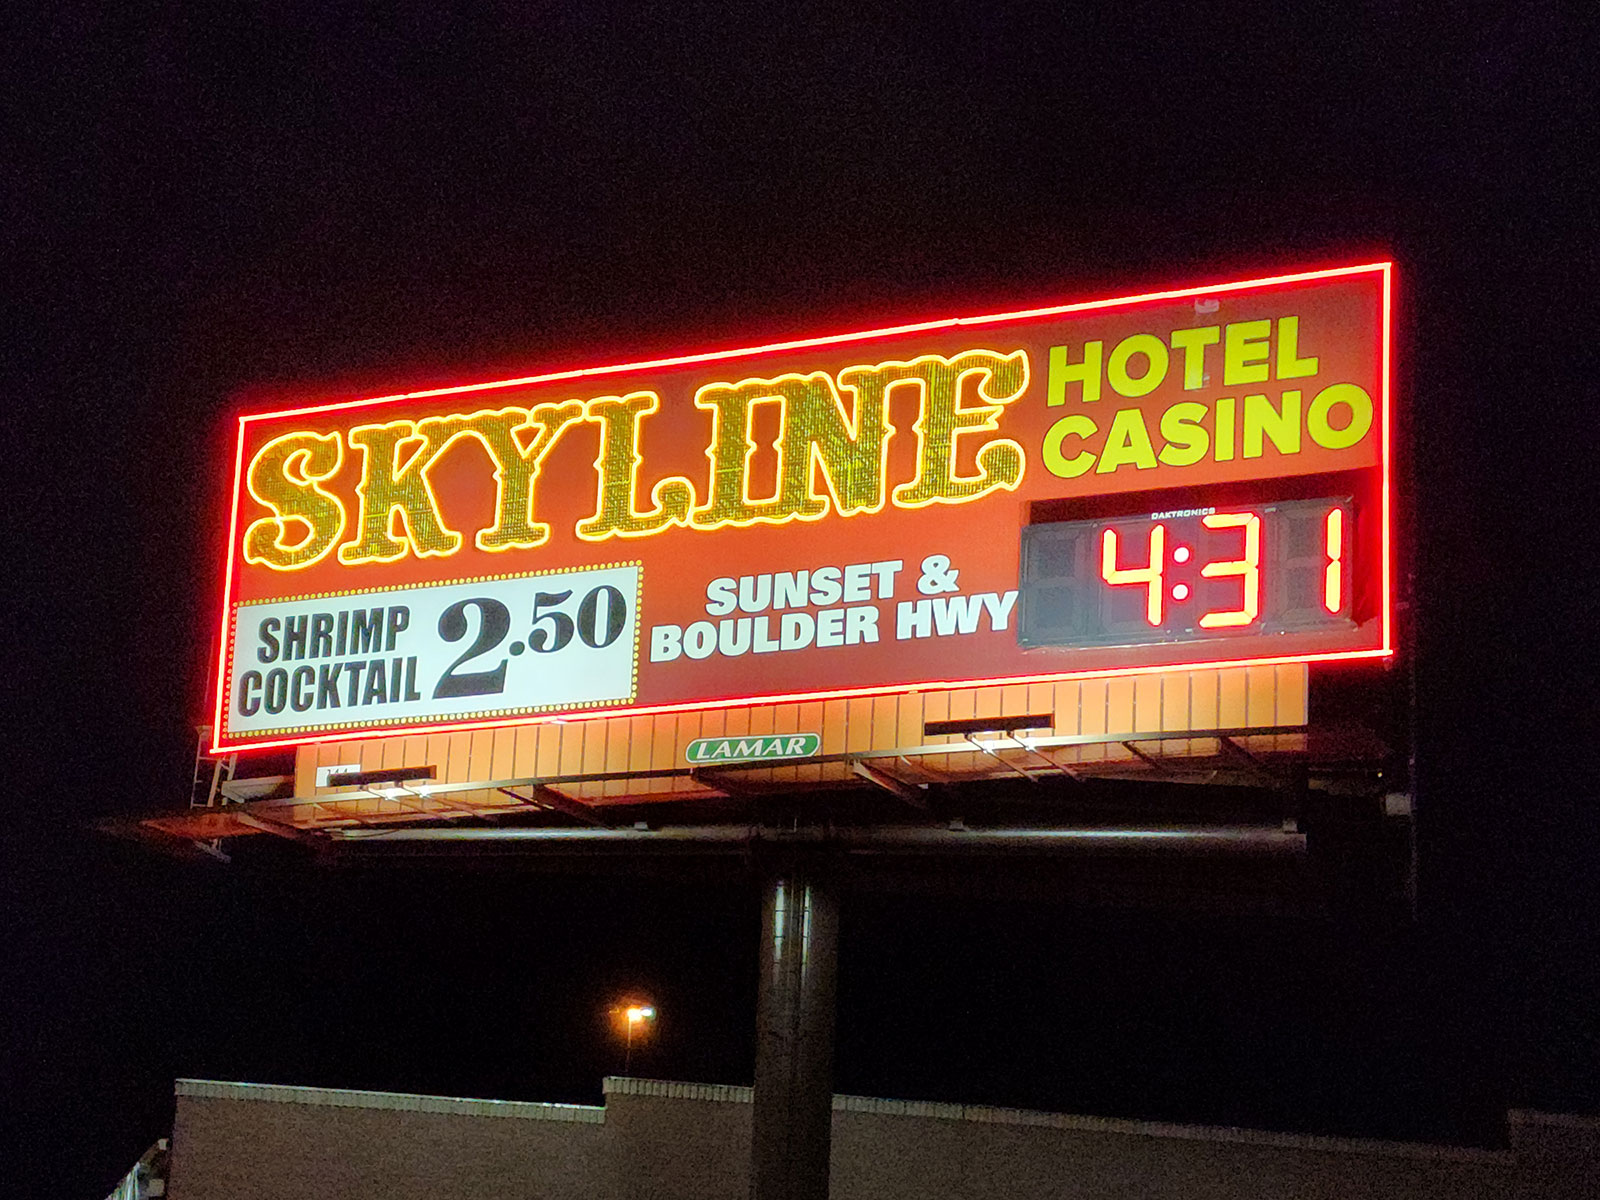 SKYLINE
HOTEL
CASINO
DAKTRONICS
4:31
SHRIMP
COCKTAIL
2.50
SUNSET &
BOULDER HWY
LAMAR